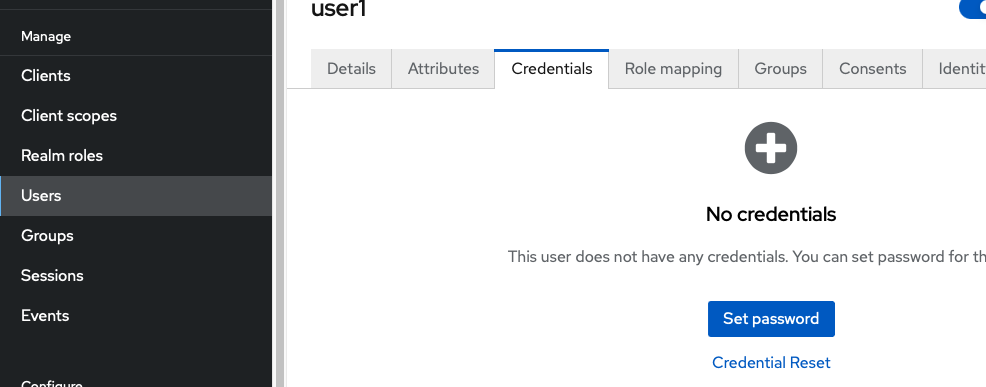 user1
Manage
Clients
Client scopes
Realm roles
Users
Groups
Sessions
Events
Configure
Details Attributes Credentials Role mapping Groups Consents Identit
No credentials
This user does not have any credentials. You can set password for th
Set password
Credential Reset